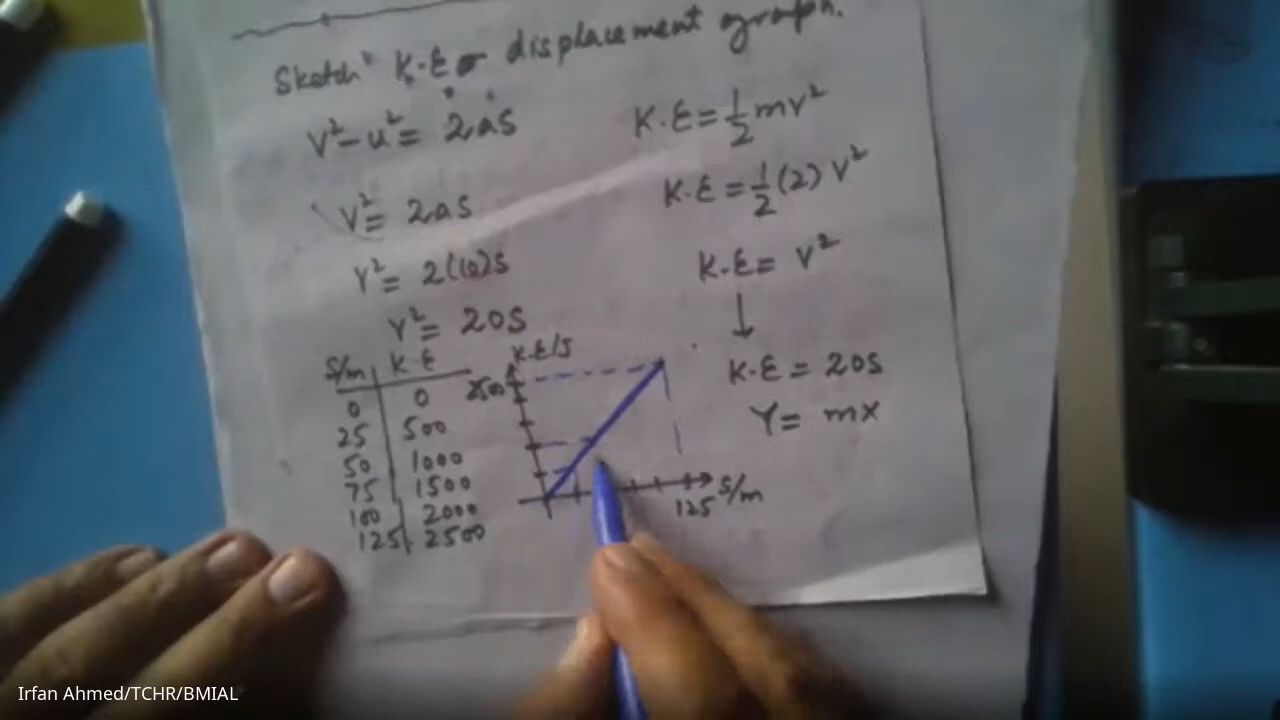 Sketch K.E displacement graph.
V²-u² = 2as
V² = 2as
V² = 2(10)s
V² = 20s
K.E = 1/2 mv²
K.E = 1/2 (2) V²
K.E = V²
↓
K.E = 20s
Y = mx
S/m | K.E
0 | 0
25 | 500
50 | 1000
75 | 1500
100 | 2000
125 | 2500
K.E/J
2500
125
S/m
Irfan Ahmed/TCHR/BMIAL